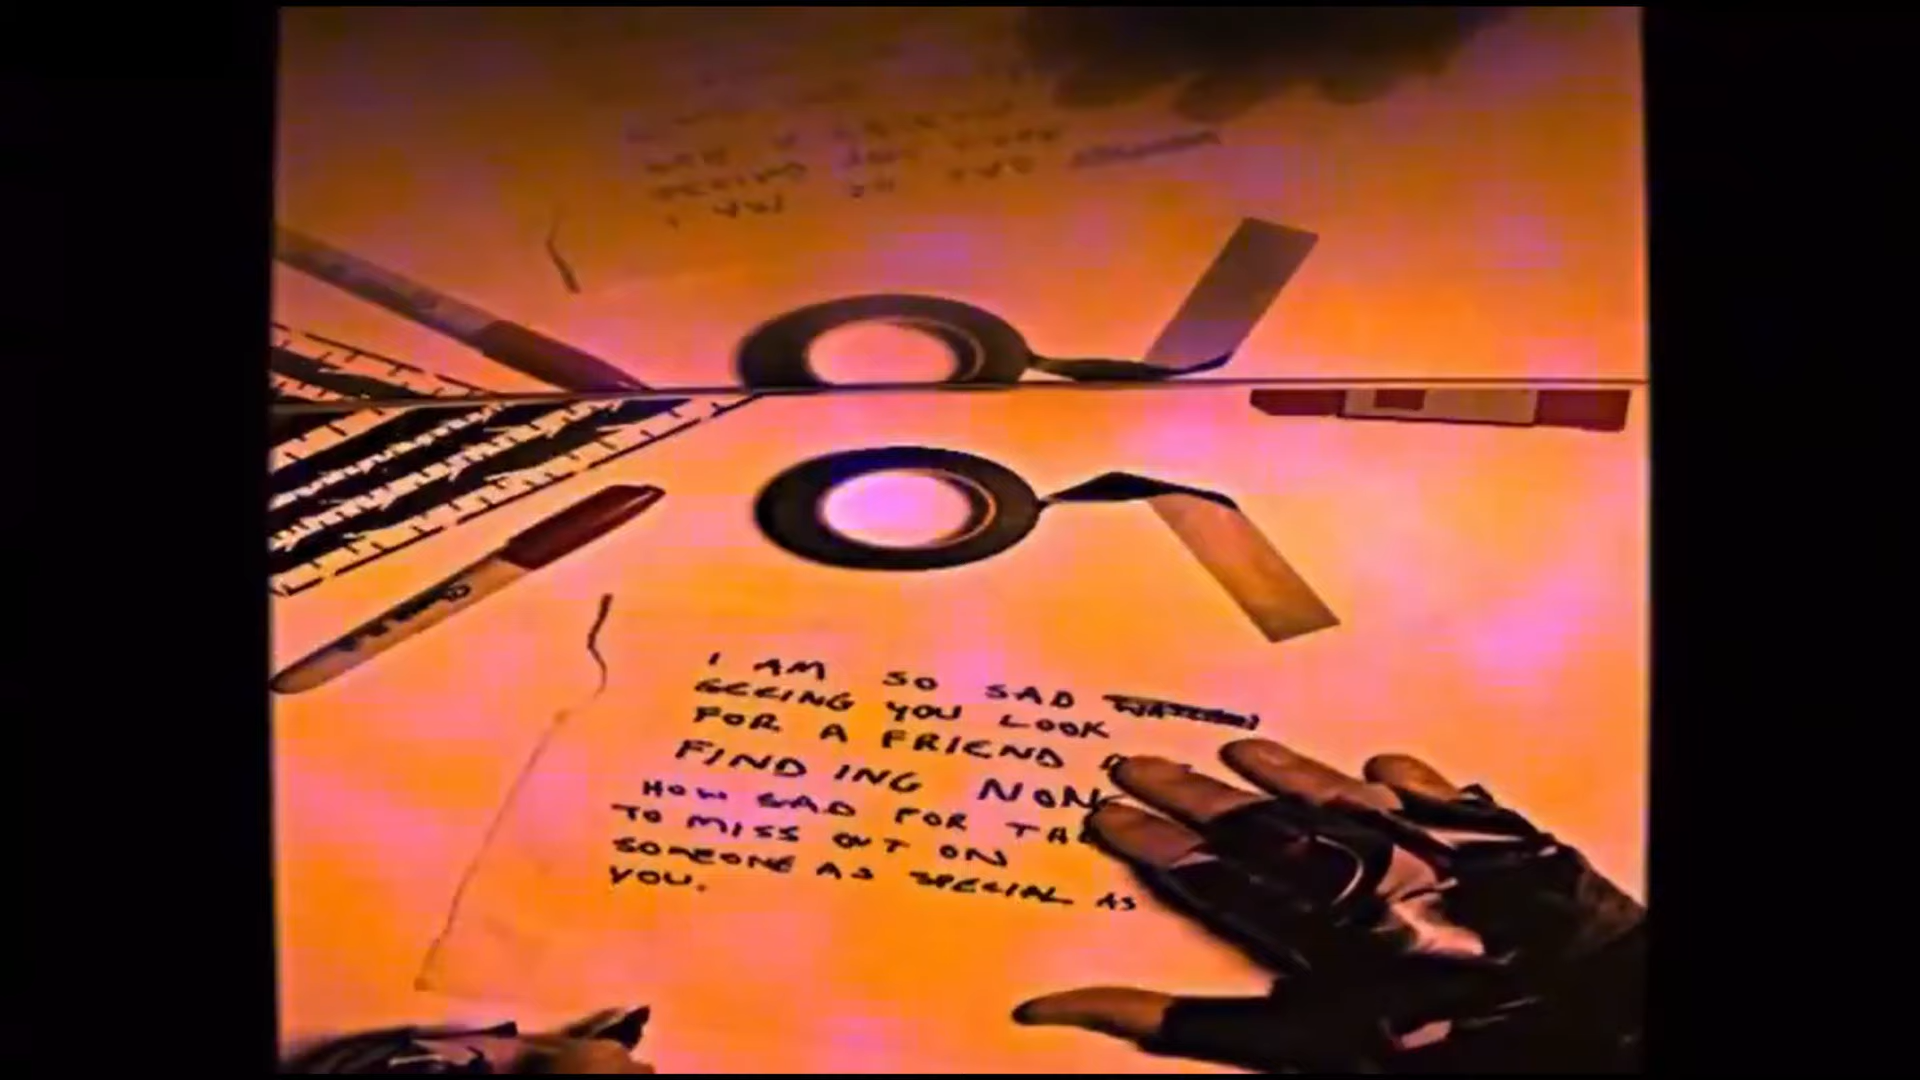 I AM SO SAD
SEEING YOU LOOK
FOR A FRIEND
FINDING
HOW SAD FOR
TO MISS OUT ON
SOMEONE AS SPECIAL AS
YOU.